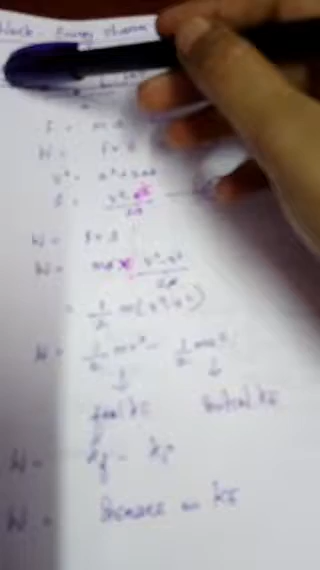 Work - Energy theorem
F = ma
W = F × S
v² = u² + 2as
S = v² - u² / 2a
W = F × S
W = ma × v² - u² / 2a
= 1/2 m (v² - u²)
W = 1/2 mv² - 1/2 mu²
final KE initial KE
W = Kf - Ki
W = in KE